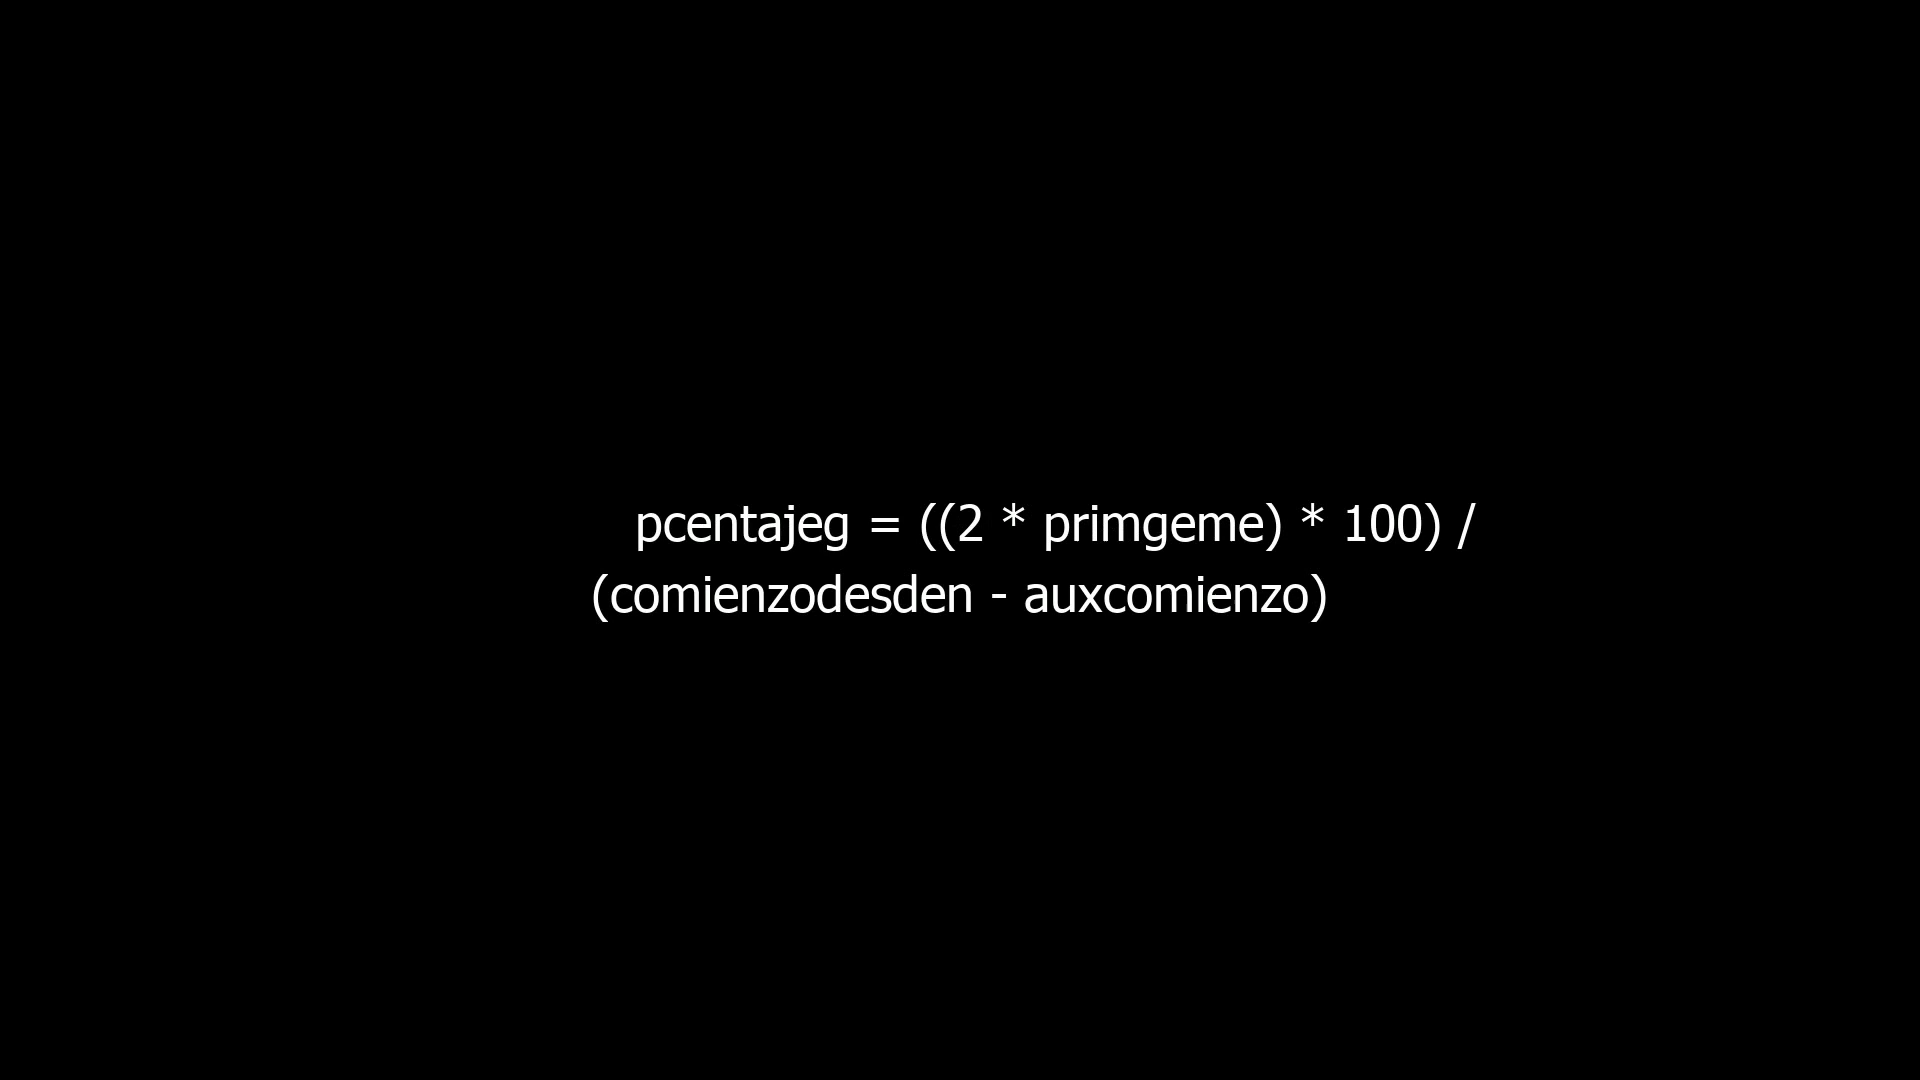 pcentajeg = ((2 * primgeme) * 100) /
(comienzodesden - auxcomienzo)